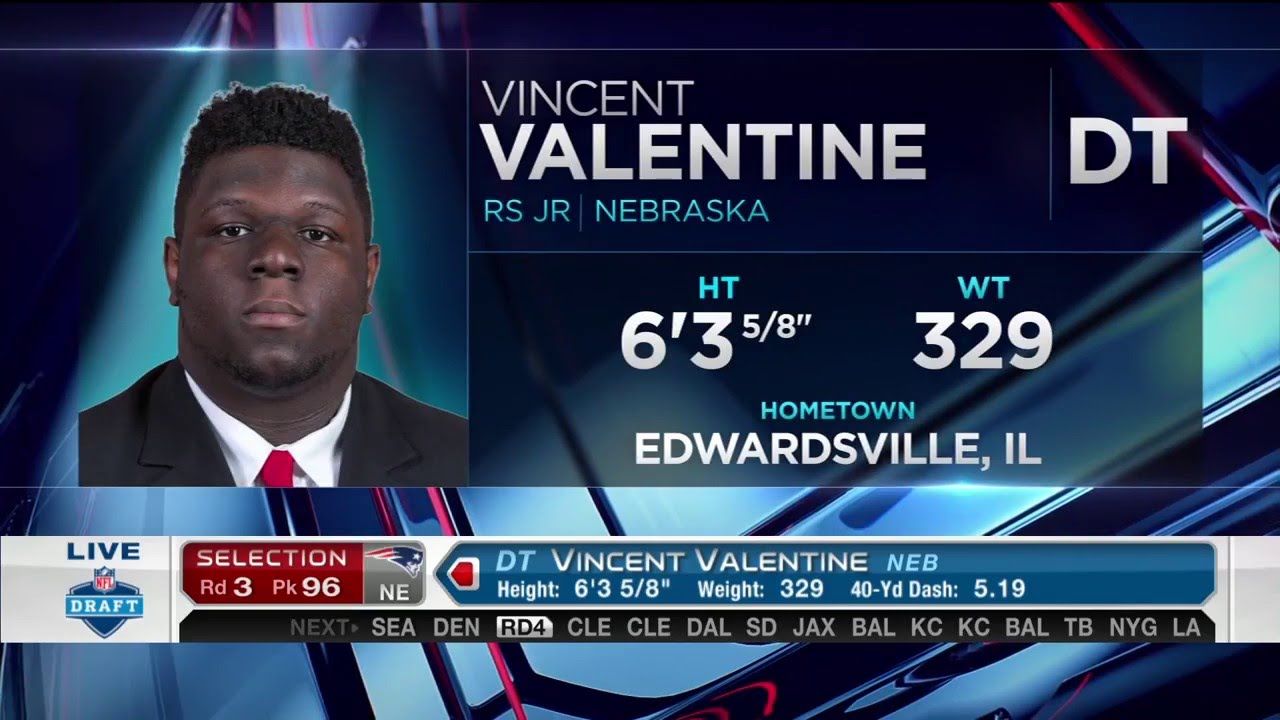 VINCENT
VALENTINE
DT
RS JR | NEBRASKA
HT
WT
6'3 5/8"
329
HOMETOWN
EDWARDSVILLE, IL
LIVE
NFL
DRAFT
SELECTION
Rd 3 Pk 96
NE
DT VINCENT VALENTINE NEB
Height: 6'3 5/8" Weight: 329 40-Yd Dash: 5.19
NEXT SEA DEN RD4 CLE CLE DAL SD JAX BAL KC KC BAL TB NYG LA